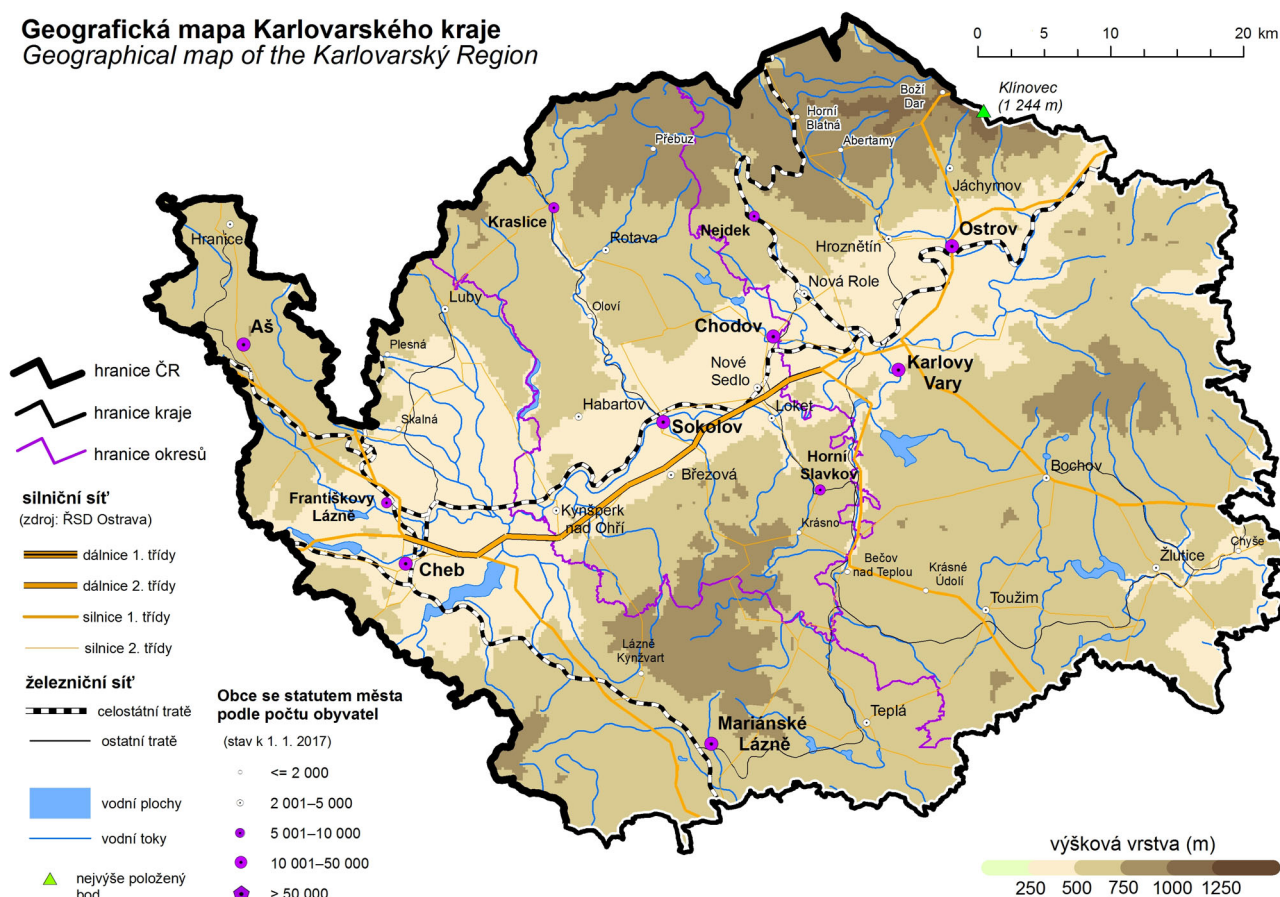 Geografická mapa Karlovarského kraje
Geographical map of the Karlovarský Region
0 5 10 20 km
Klínovec
(1 244 m)
Boží
Dar
Horní
Blatná
Abertamy
Přebuz
Jáchymov
Kraslice
Nejdek
Ostrov
Hroznětín
Rotava
Hranice
Luby
Nová Role
Oloví
Aš
Chodov
Plesná
Nové
Sedlo
Karlovy
Vary
Habartov
Loket
Skalná
Sokolov
Horní
Slavkov
Březová
Bochov
Františkovy
Lázně
Kynšperk
nad Ohří
Krásno
Chyše
Cheb
Bečov
nad Teplou
Krásné
Údolí
Žlutice
Toužim
Lázně
Kynžvart
Teplá
Mariánské
Lázně
hranice ČR
hranice kraje
hranice okresů
silniční síť
(zdroj: ŘSD Ostrava)
dálnice 1. třídy
dálnice 2. třídy
silnice 1. třídy
silnice 2. třídy
železniční síť
celostátní tratě
ostatní tratě
vodní plochy
vodní toky
nejvýše položený
bod
Obce se statutem města
podle počtu obyvatel
(stav k 1. 1. 2017)
<= 2 000
2 001–5 000
5 001–10 000
10 001–50 000
> 50 000
výšková vrstva (m)
250 500 750 1000 1250